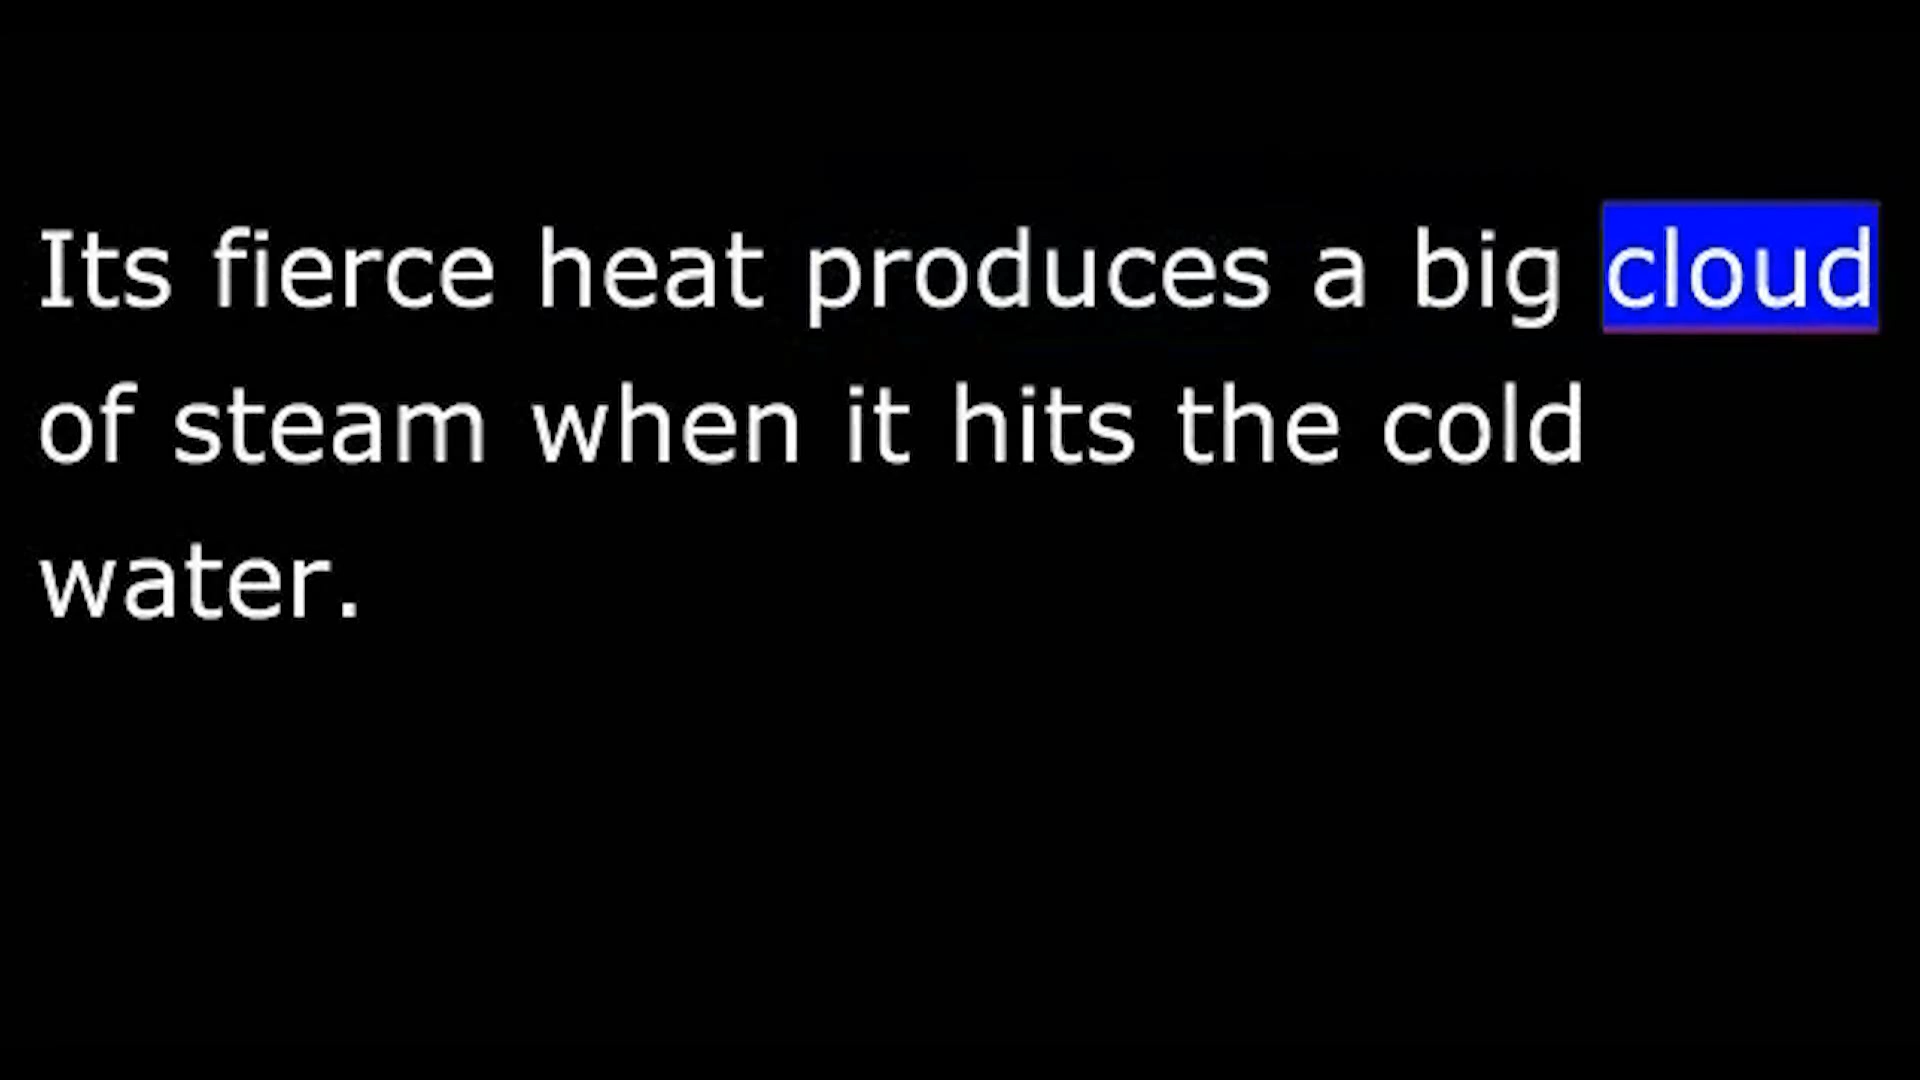 Its fierce heat produces a big cloud
of steam when it hits the cold
water.